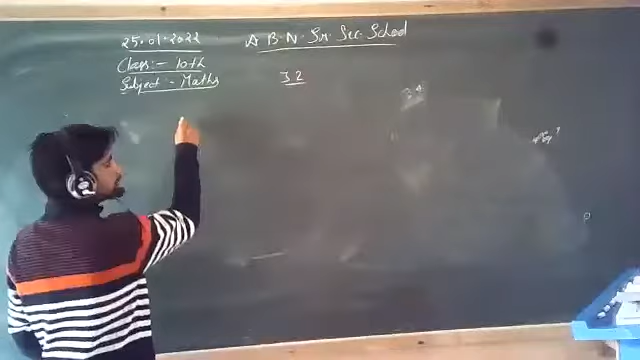 25.01.2022
A B.N. Sr. Sec. School
Class:- 10th
Subject:- Maths
3.2